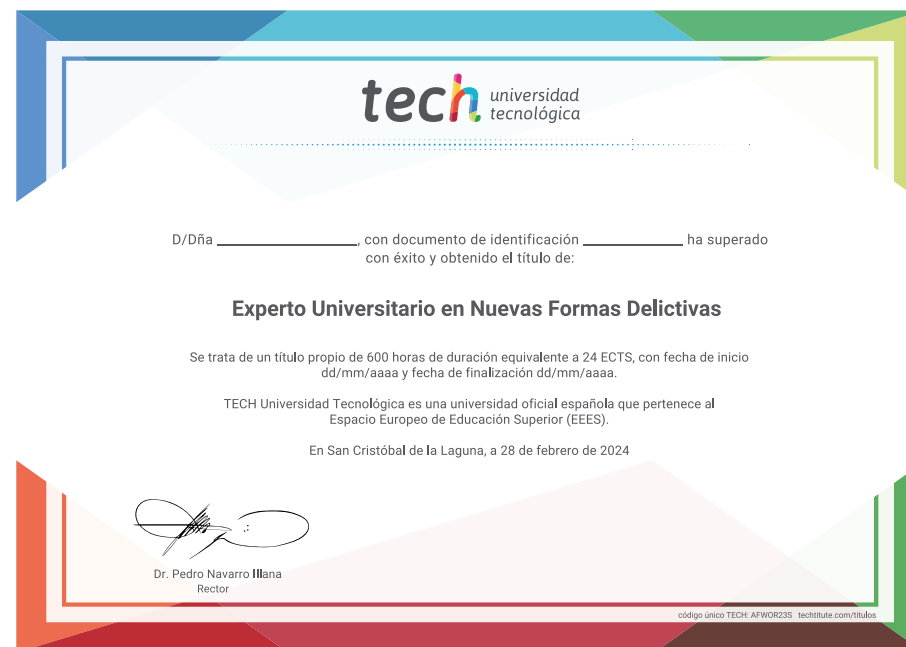 tech universidad
tecnológica
D/Dña ____________________, con documento de identificación ______________ ha superado
con éxito y obtenido el título de:
Experto Universitario en Nuevas Formas Delictivas
Se trata de un título propio de 600 horas de duración equivalente a 24 ECTS, con fecha de inicio
dd/mm/aaaa y fecha de finalización dd/mm/aaaa.
TECH Universidad Tecnológica es una universidad oficial española que pertenece al
Espacio Europeo de Educación Superior (EEES).
En San Cristóbal de la Laguna, a 28 de febrero de 2024
Dr. Pedro Navarro Illana
Rector
código único TECH: AFWOR23S techtitute.com/titulos